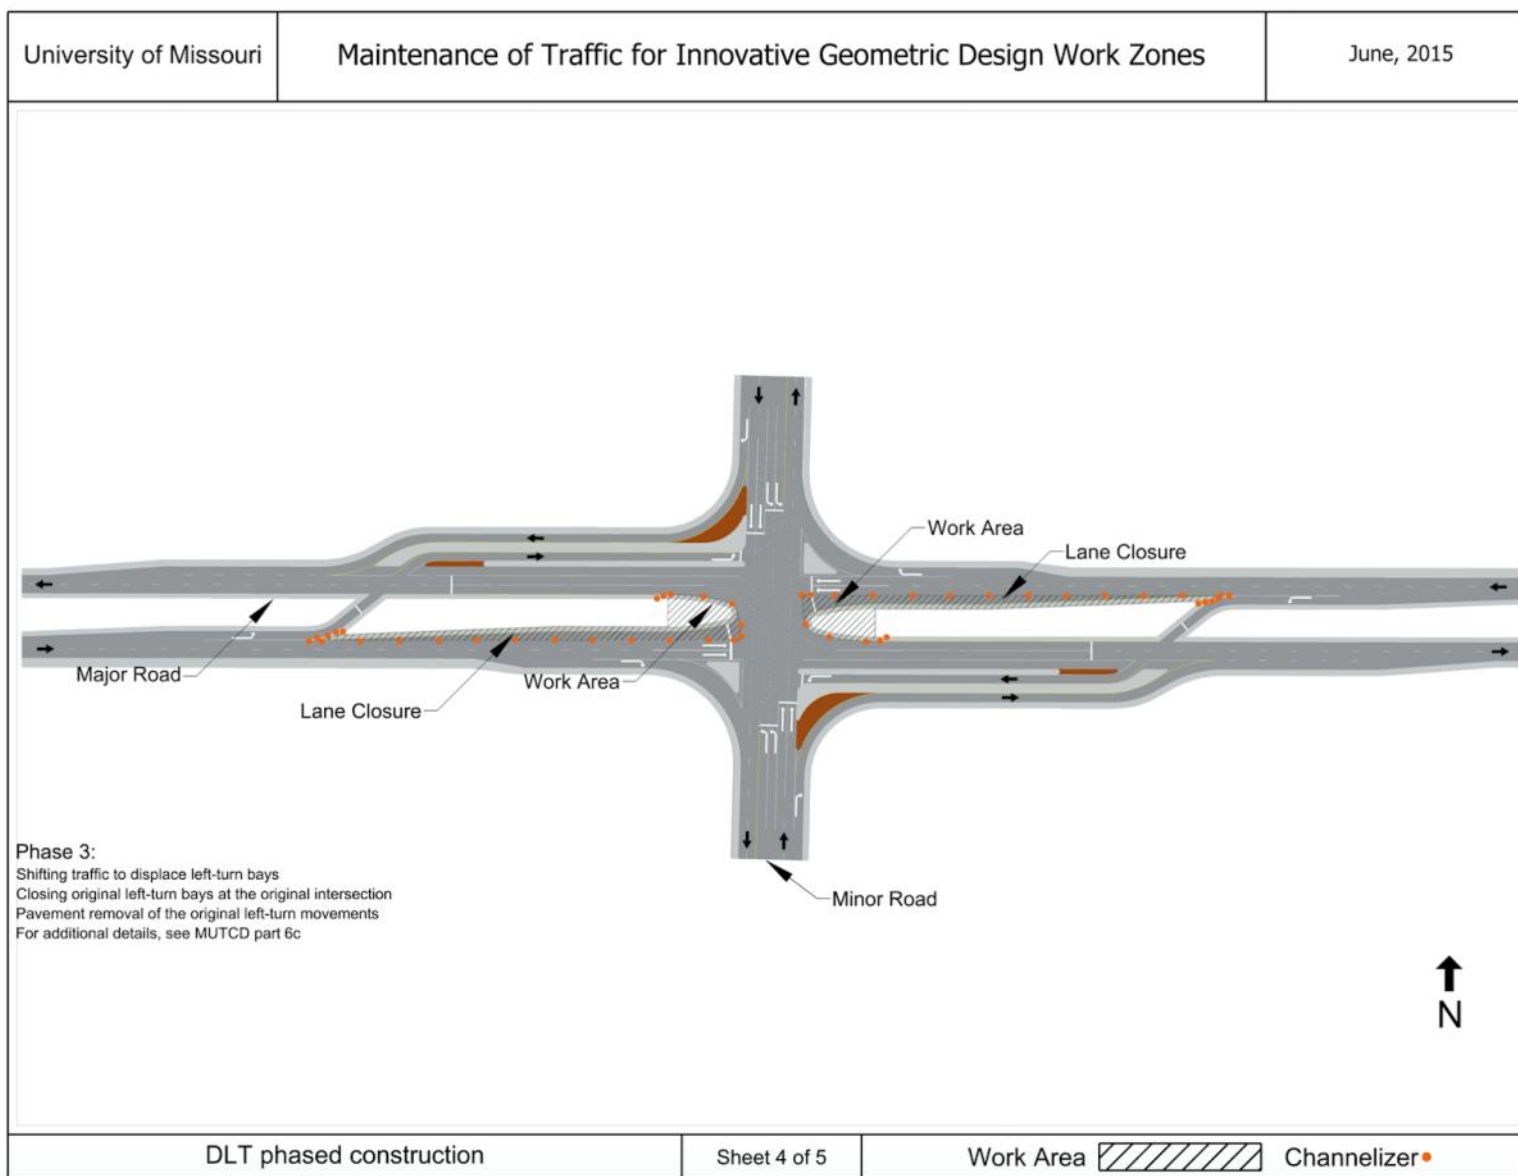 University of Missouri
Maintenance of Traffic for Innovative Geometric Design Work Zones
June, 2015
Work Area
Lane Closure
Major Road
Work Area
Lane Closure
Phase 3:
Shifting traffic to displace left-turn bays
Closing original left-turn bays at the original intersection
Pavement removal of the original left-turn movements
For additional details, see MUTCD part 6c
Minor Road
N
DLT phased construction
Sheet 4 of 5
Work Area
Channelizer